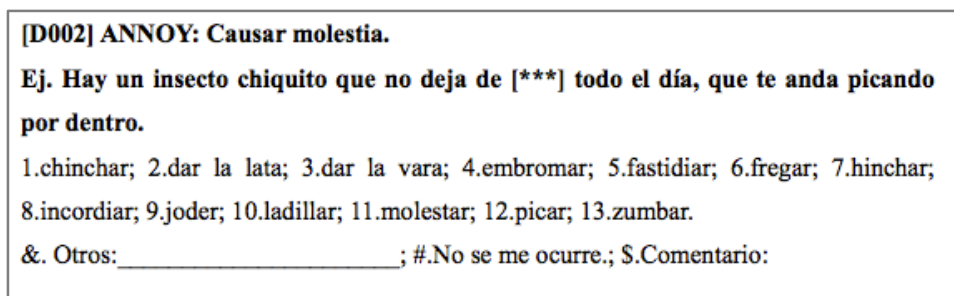 [D002] ANNOY: Causar molestia.
Ej. Hay un insecto chiquito que no deja de [***] todo el día, que te anda picando
por dentro.
1.chinchar; 2.dar la lata; 3.dar la vara; 4.embromar; 5.fastidiar; 6.fregar; 7.hinchar;
8.incordiar; 9.joder; 10.ladillar; 11.molestar; 12.picar; 13.zumbar.
&. Otros:________________________; #.No se me ocurre.; $.Comentario: